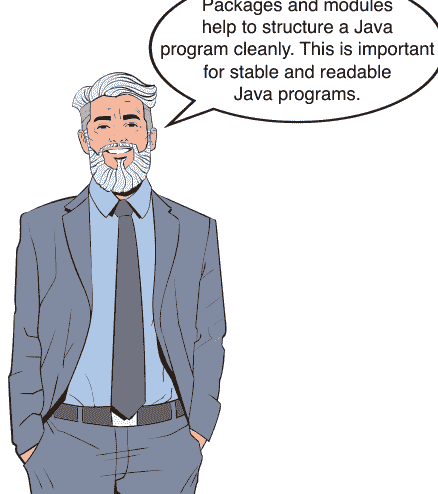 Packages and modules
help to structure a Java
program cleanly. This is important
for stable and readable
Java programs.